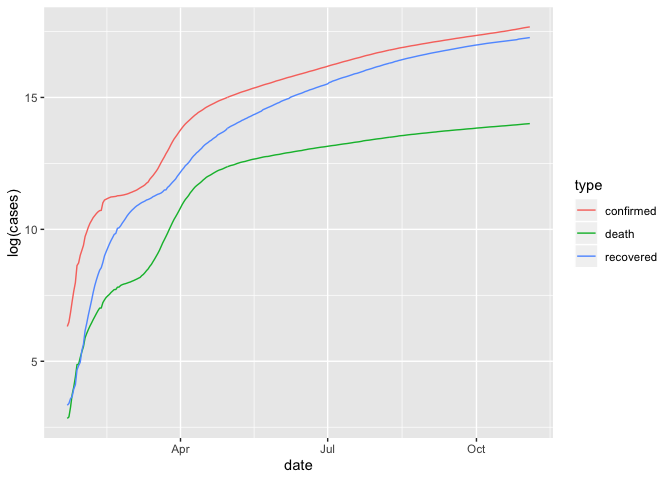 15
10
5
log(cases)
Apr
Jul
Oct
date
type
confirmed
death
recovered